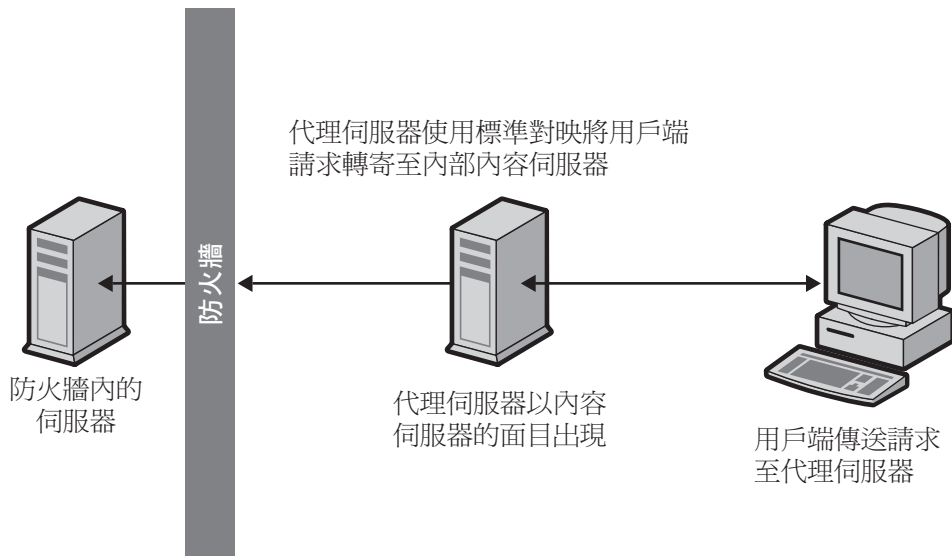 代理伺服器使用標準對映將用戶端
請求轉寄至內部內容伺服器
防火牆
防火牆內的
伺服器
代理伺服器以內容
伺服器的面目出現
用戶端傳送請求
至代理伺服器